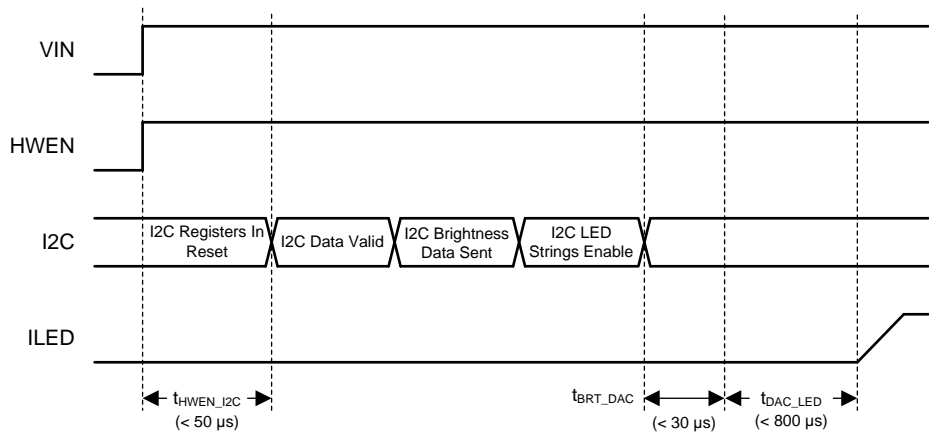 VIN
HWEN
I2C
I2C Registers In
Reset
I2C Data Valid
I2C Brightness
Data Sent
I2C LED
Strings Enable
ILED
tHWEN_I2C
(< 50 µs)
tBRT_DAC
(< 30 µs)
tDAC_LED
(< 800 µs)